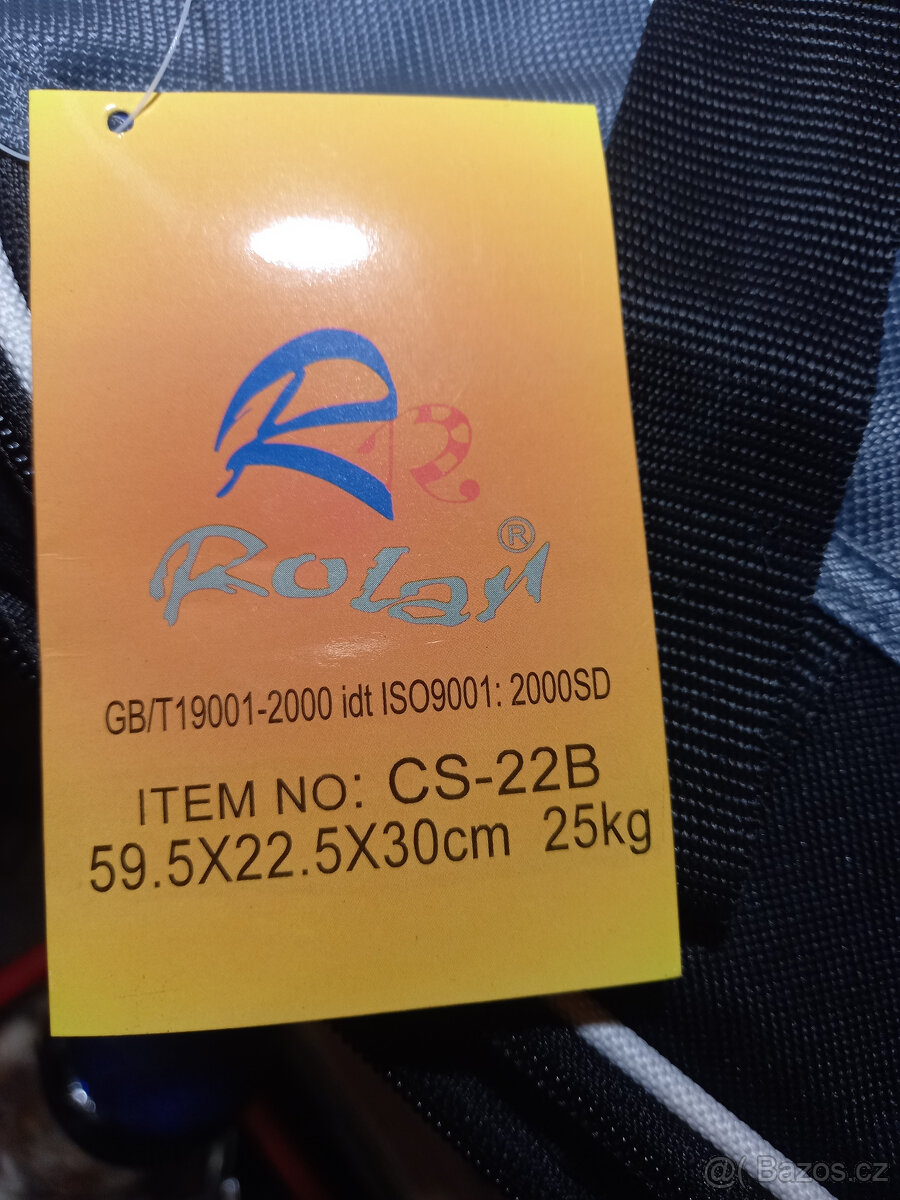 R R
Rolan®
GB/T19001-2000 idt ISO9001: 2000SD
ITEM NO: CS-22B
59.5X22.5X30cm 25kg
@( Bazos.cz